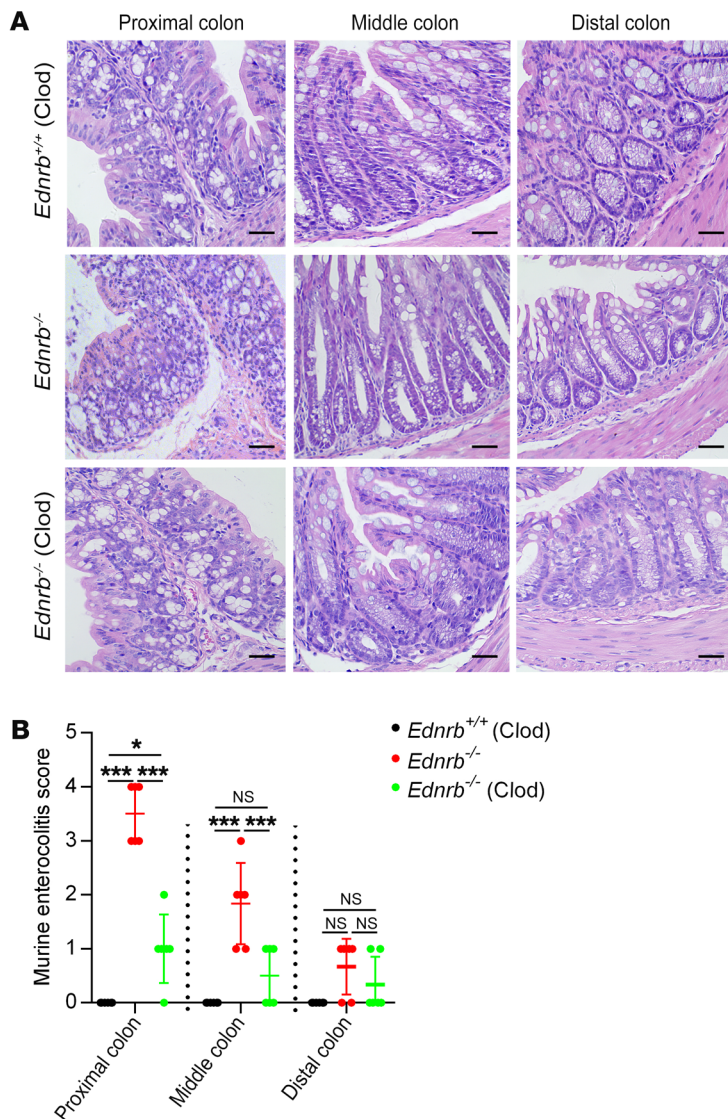 A
Proximal colon Middle colon Distal colon
Ednrb+/+ (Clod)
Ednrb-/-
Ednrb-/- (Clod)
B
Murine enterocolitis score
5
4
3
2
1
0
*
*** ***
NS
*** ***
NS
NS NS
Proximal colon
Middle colon
Distal colon
Ednrb+/+ (Clod)
Ednrb-/-
Ednrb-/- (Clod)